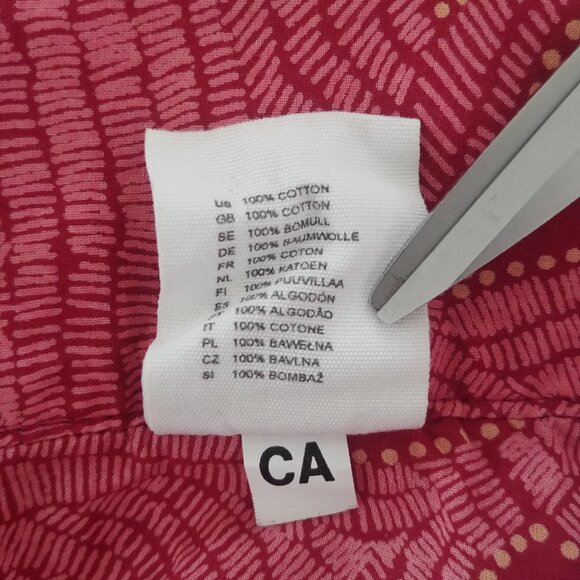 US 100% COTTON
GB 100% COTTON
SE 100% BOMULL
DE 100% BAUMWOLLE
FR 100% COTON
NL 100% KATOEN
FI 100% PUUVILLAA
ES 100% ALGODÓN
100% ALGODÃO
IT 100% COTONE
PL 100% BAWEŁNA
CZ 100% BAVLNA
SI 100% BOMBAŽ
CA